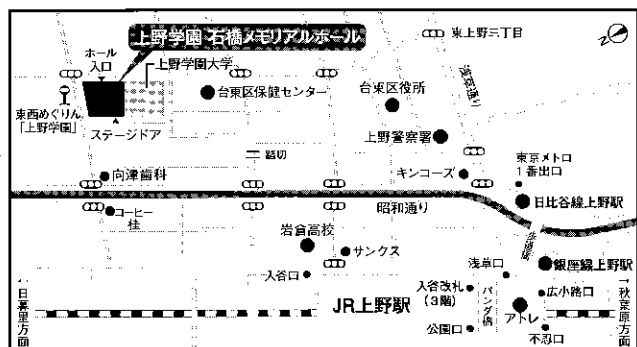 上野学園 石橋メモリアルホール
ホール
入口
上野学園大学
東西めぐりん
「上野学園」
ステージドア
台東区保健センター
東上野三丁目
浅草通り
台東区役所
上野警察署
踏切
向津歯科
キンコーズ
東京メトロ
1番出口
日比谷線上野駅
コーヒー
桂
昭和通り
岩倉高校
サンクス
入谷口
歩道橋
銀座線上野駅
浅草口
入谷改札
(3階)
パンダ橋
広小路口
アトレ
公園口
不忍口
JR上野駅
←日暮里方面
→秋葉原方面